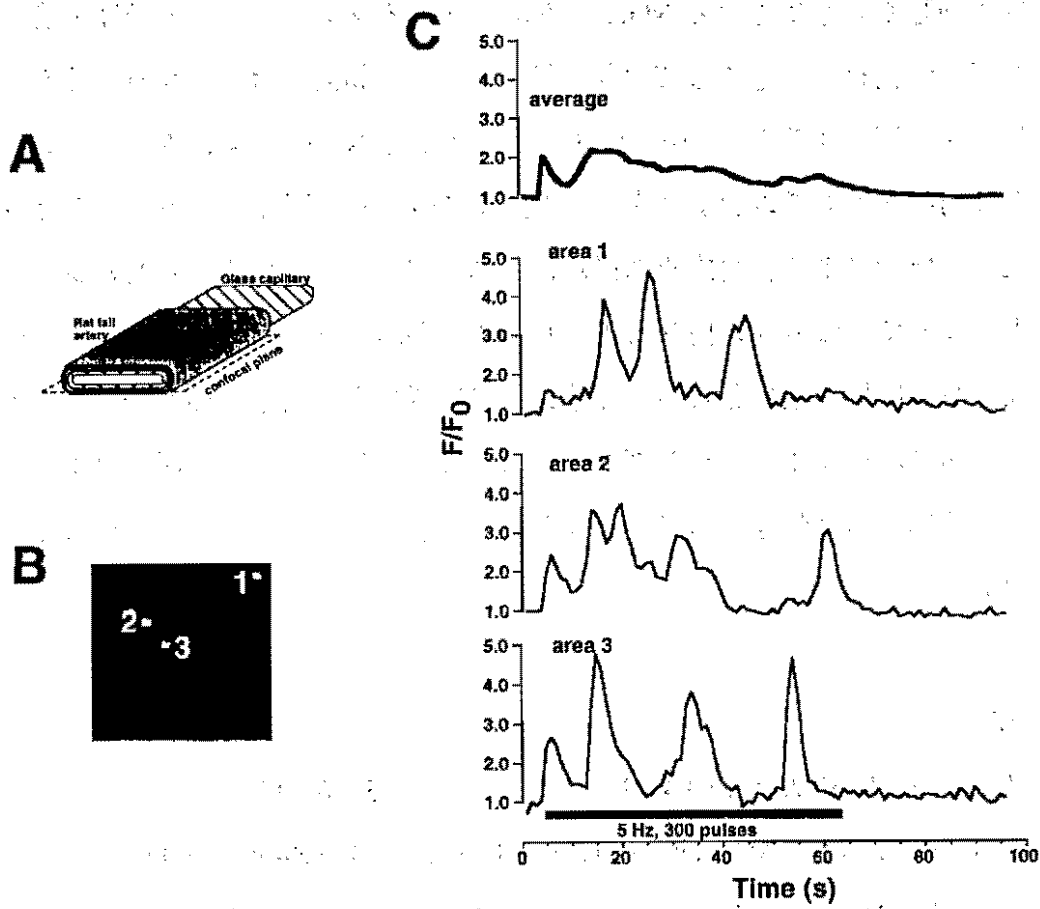 A
Glass capillary
Rat tail
artery
confocal plane
B
1
2
3
C
F/F0
5.0
4.0
average
3.0
2.0
1.0
area 1
5.0
4.0
3.0
2.0
1.0
5.0
area 2
4.0
3.0
2.0
1.0
5.0
area 3
4.0
3.0
2.0
1.0
5 Hz, 300 pulses
0 20 40 60 80 100
Time (s)